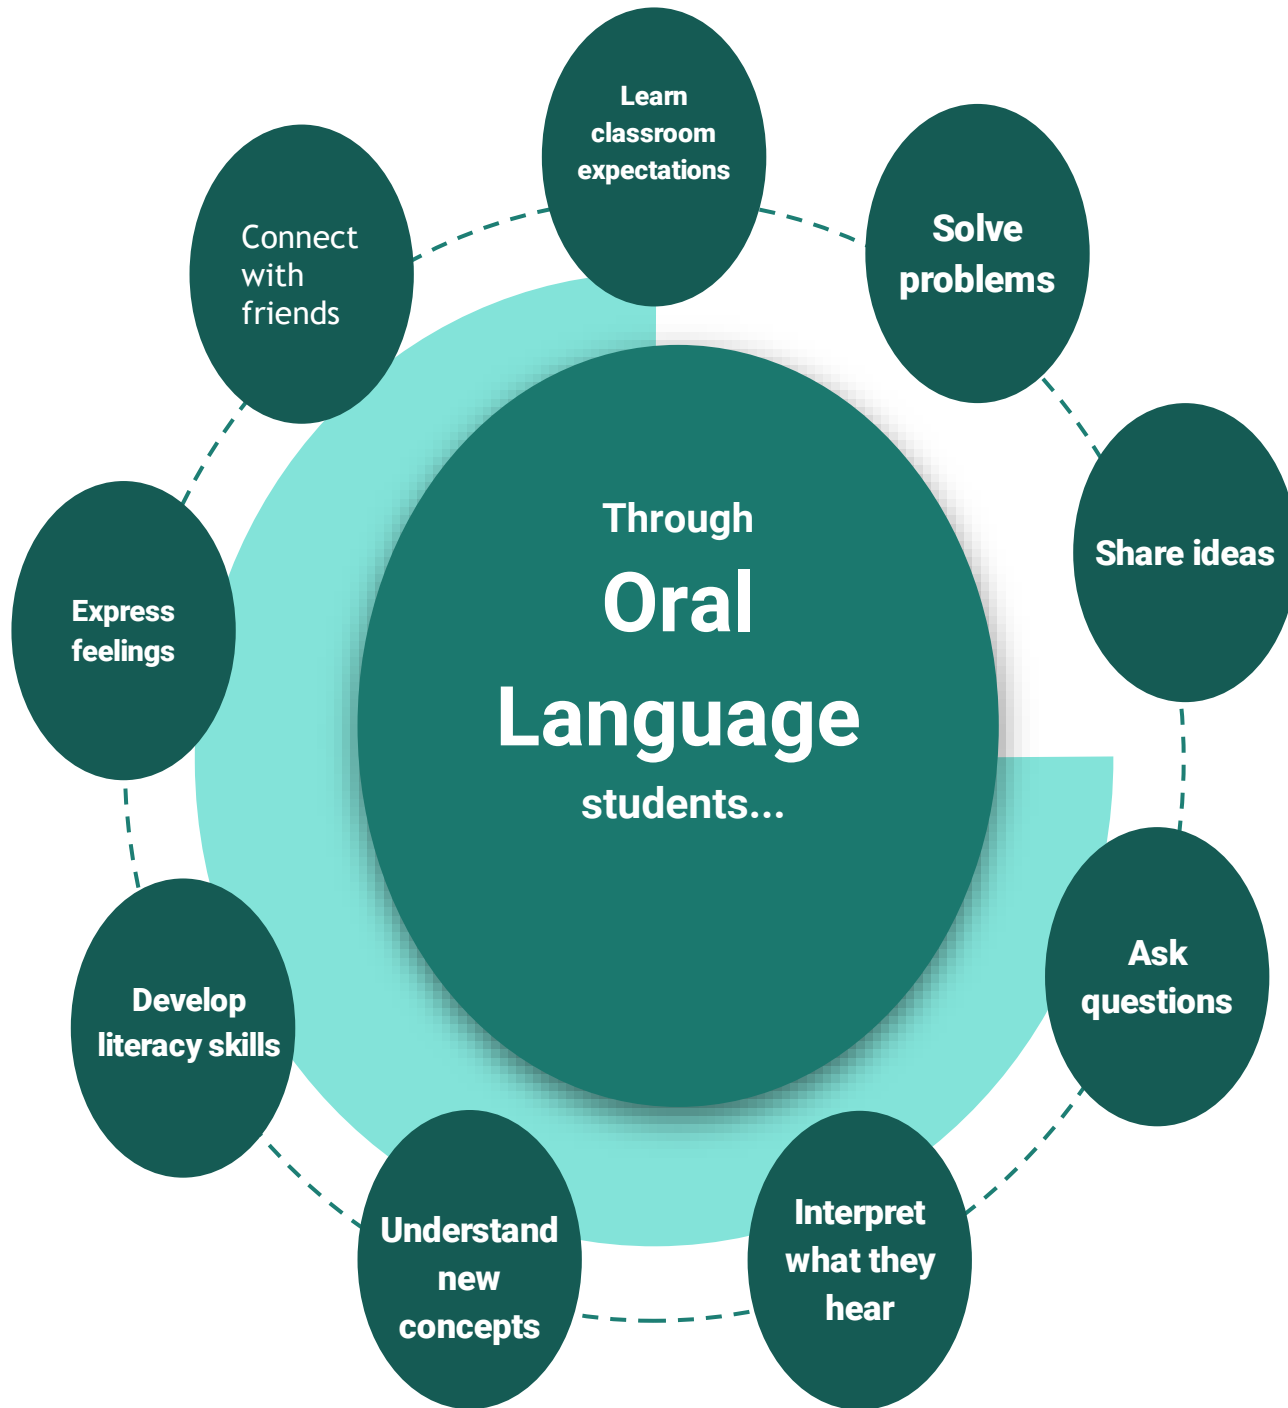 Learn
classroom
expectations
Solve
problems
Share ideas
Ask
questions
Interpret
what they
hear
Understand
new
concepts
Develop
literacy skills
Express
feelings
Connect
with
friends
Through
Oral
Language
students...